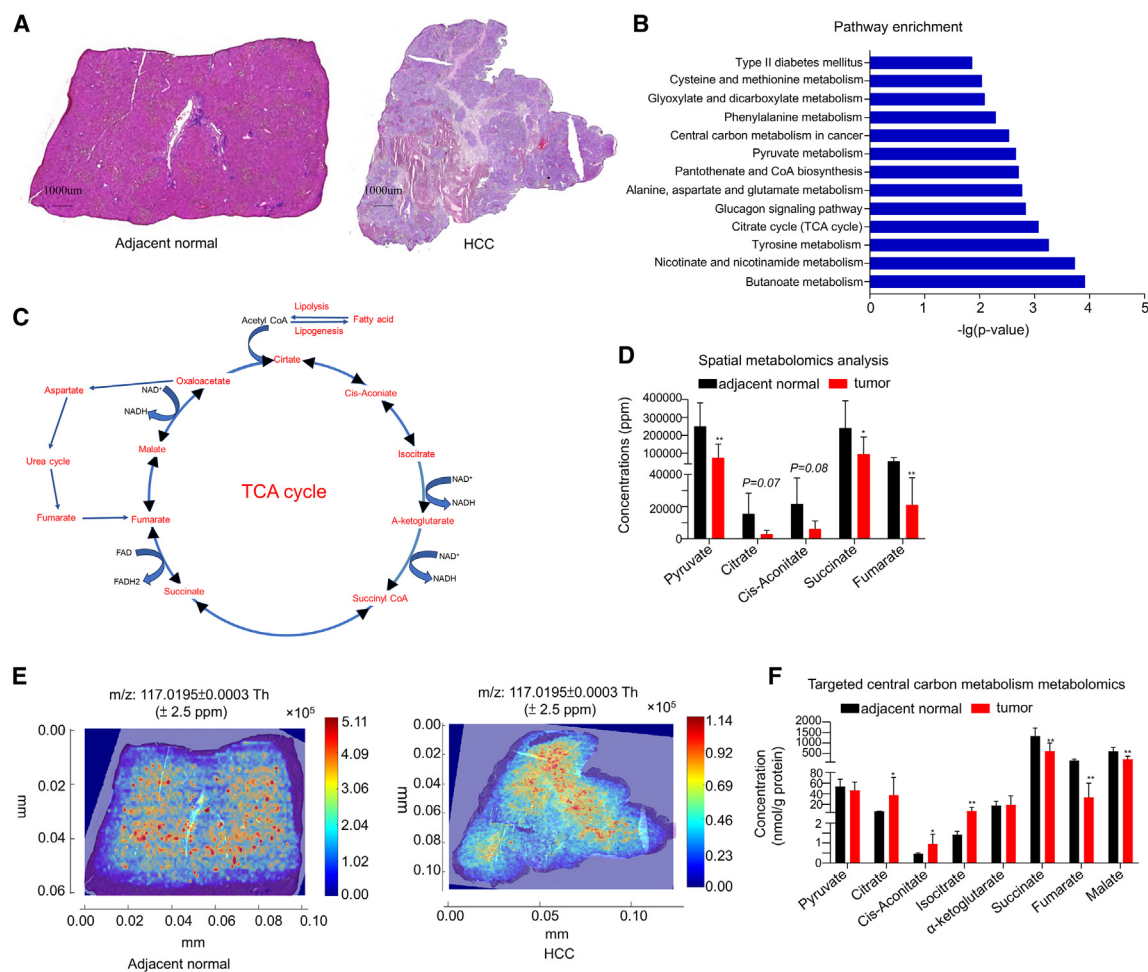 A
1000um
Adjacent normal
1000um
HCC
B
Pathway enrichment
Type II diabetes mellitus
Cysteine and methionine metabolism
Glyoxylate and dicarboxylate metabolism
Phenylalanine metabolism
Central carbon metabolism in cancer
Pyruvate metabolism
Pantothenate and CoA biosynthesis
Alanine, aspartate and glutamate metabolism
Glucagon signaling pathway
Citrate cycle (TCA cycle)
Tyrosine metabolism
Nicotinate and nicotinamide metabolism
Butanoate metabolism
0 1 2 3 4 5
-lg(p-value)
C
Lipolysis
Acetyl CoA
Fatty acid
Lipogenesis
Cirtate
Oxaloacetate
Cis-Aconiate
Aspartate
NAD⁺
NADH
Malate
Isocitrate
Urea cycle
TCA cycle
NAD⁺
NADH
Fumarate
Fumarate
A-ketoglutarate
FAD
FADH2
NAD⁺
NADH
Succinate
Succinyl CoA
D
Spatial metabolomics analysis
adjacent normal
tumor
Concentrations (ppm)
400000
300000
200000
100000
40000
20000
0
**
P=0.07
P=0.08
*
**
Pyruvate
Citrate
Cis-Aconitate
Succinate
Fumarate
E
m/z: 117.0195±0.0003 Th
(± 2.5 ppm)
×10⁵
0.00
0.02
0.04
0.06
mm
5.11
4.09
3.07
2.04
1.02
0.00
0.00 0.02 0.04 0.06 0.08 0.10
mm
Adjacent normal
m/z: 117.0195±0.0003 Th
(± 2.5 ppm)
×10⁵
0.00
0.02
0.04
0.06
0.08
0.10
mm
1.14
0.92
0.69
0.46
0.23
0.00
0.00 0.05 0.10
mm
HCC
F
Targeted central carbon metabolism metabolomics
adjacent normal
tumor
Concentration
(nmol/g protein)
2000
1500
1000
500
80
60
40
20
2
1
0
*
*
**
**
**
**
Pyruvate
Citrate
Cis-Aconitate
Isocitrate
α-ketoglutarate
Succinate
Fumarate
Malate